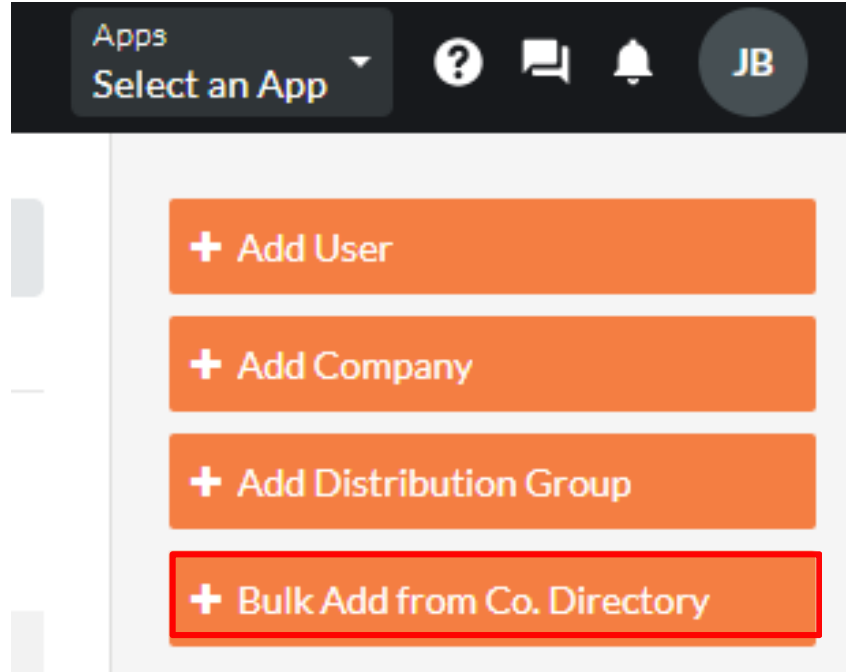 Apps
Select an App
JB
+ Add User
+ Add Company
+ Add Distribution Group
+ Bulk Add from Co. Directory